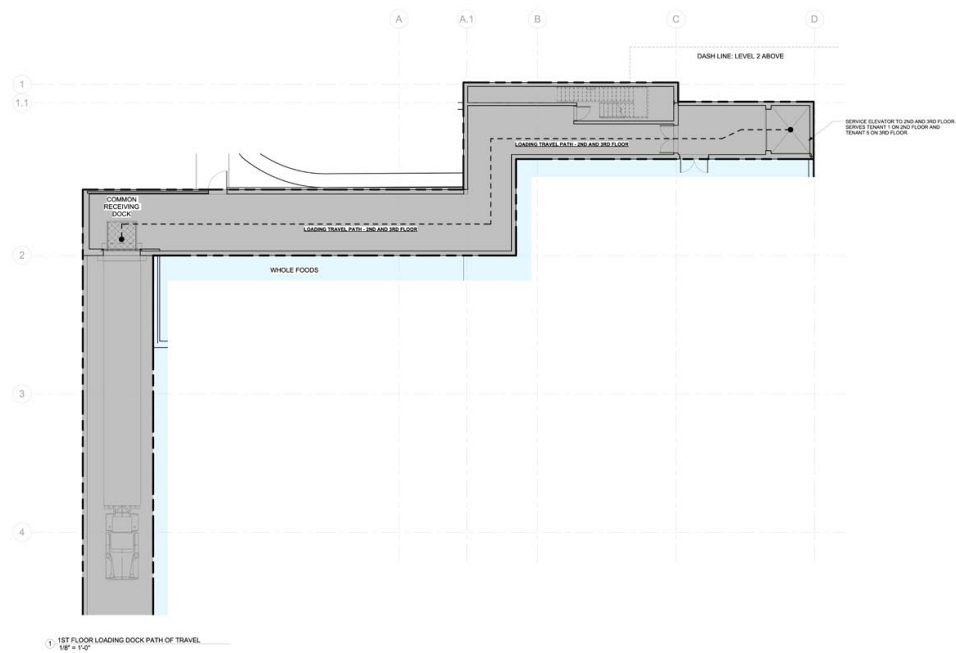 A
A.1
B
C
D
DASH LINE: LEVEL 2 ABOVE
1
1.1
SERVICE ELEVATOR TO 2ND AND 3RD FLOOR.
SERVES TENANT 1 ON 2ND FLOOR AND
TENANT 5 ON 3RD FLOOR.
LOADING TRAVEL PATH - 2ND AND 3RD FLOOR
COMMON
RECEIVING
DOCK
LOADING TRAVEL PATH - 2ND AND 3RD FLOOR
2
WHOLE FOODS
3
4
1 1ST FLOOR LOADING DOCK PATH OF TRAVEL
1/8" = 1'-0"